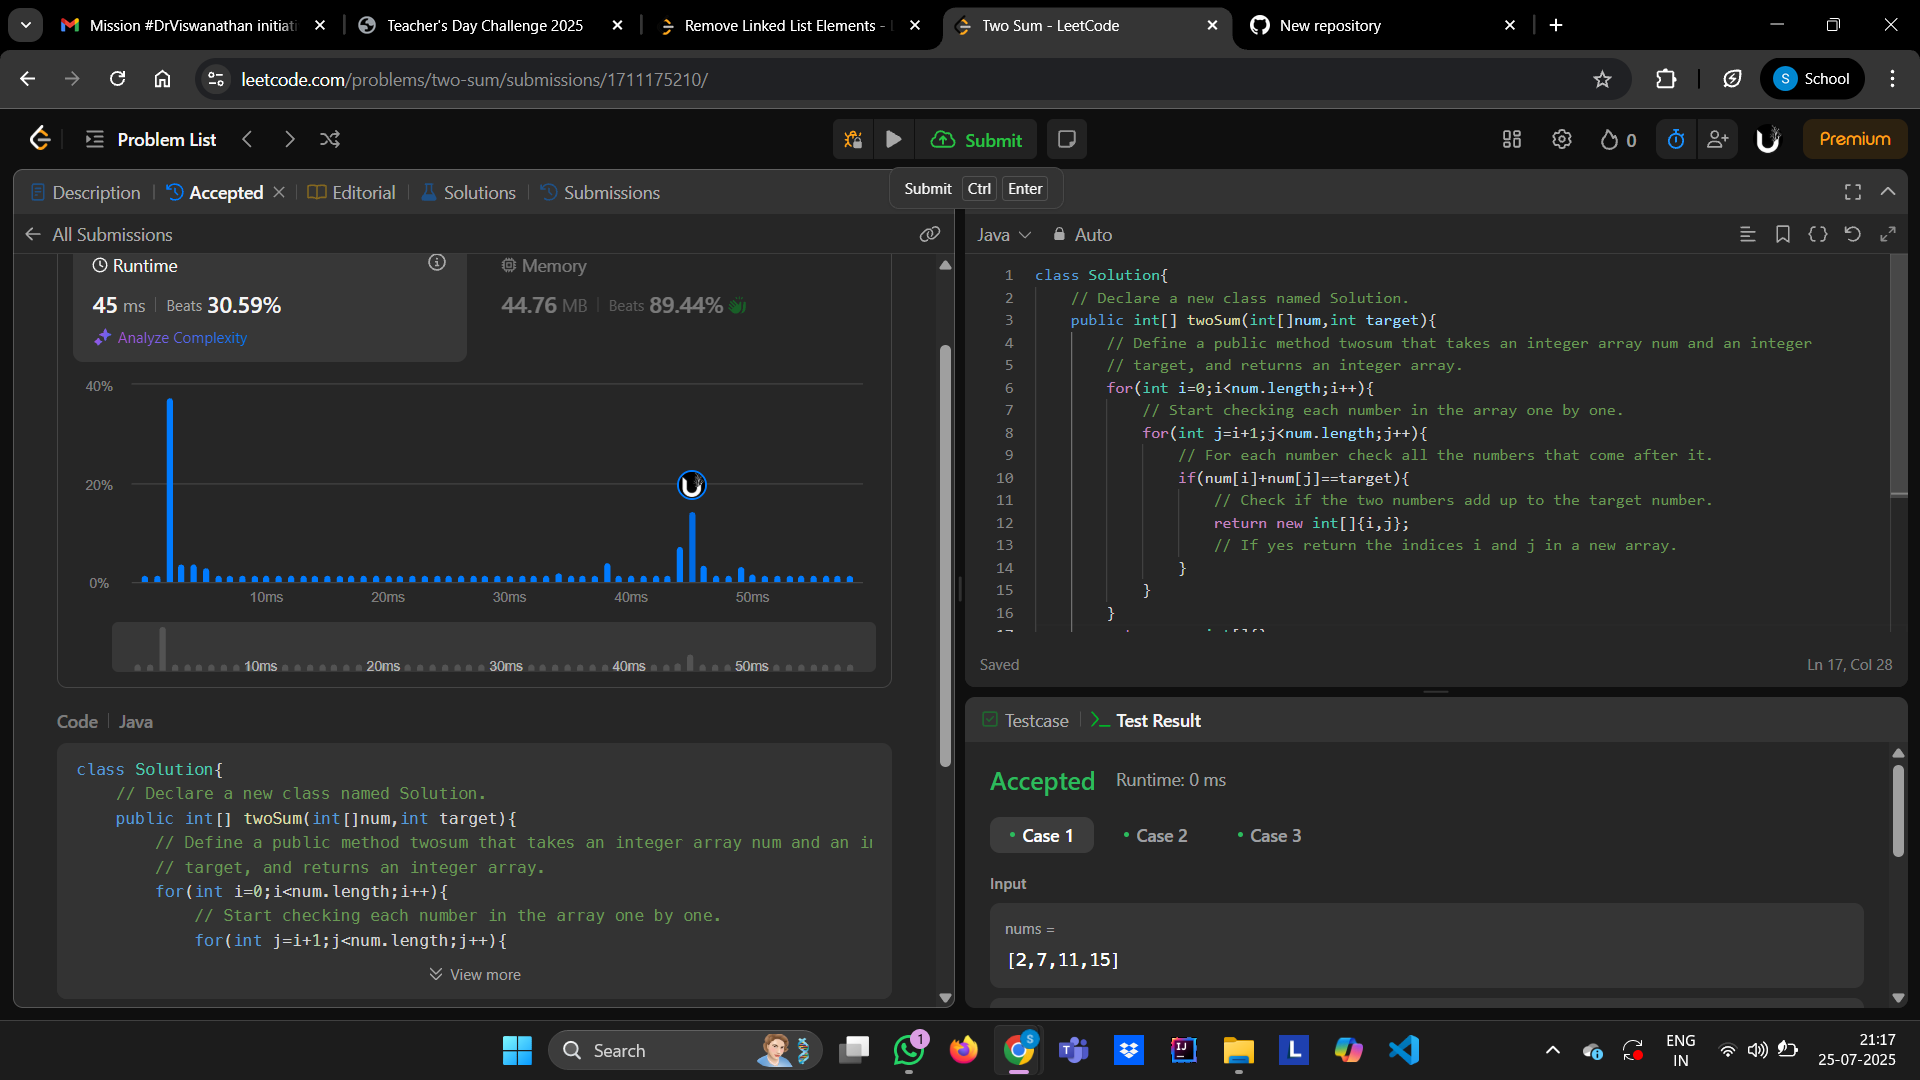 Mission #DrViswanathan initiati
Teacher's Day Challenge 2025
Remove Linked List Elements -
Two Sum - LeetCode
New repository
leetcode.com/problems/two-sum/submissions/1711175210/
S School
Problem List
Submit
0
Premium
Description
Accepted
Editorial
Solutions
Submissions
Submit Ctrl Enter
All Submissions
Runtime
45 ms | Beats 30.59%
Analyze Complexity
Memory
44.76 MB | Beats 89.44%
40%
20%
0%
10ms 20ms 30ms 40ms 50ms
10ms 20ms 30ms 40ms 50ms
Code | Java
class Solution{
// Declare a new class named Solution.
public int[] twoSum(int[]num,int target){
// Define a public method twosum that takes an integer array num and an in
// target, and returns an integer array.
for(int i=0;i<num.length;i++){
// Start checking each number in the array one by one.
for(int j=i+1;j<num.length;j++){
View more
Java
Auto
1 class Solution{
2 // Declare a new class named Solution.
3 public int[] twoSum(int[]num,int target){
4 // Define a public method twosum that takes an integer array num and an integer
5 // target, and returns an integer array.
6 for(int i=0;i<num.length;i++){
7 // Start checking each number in the array one by one.
8 for(int j=i+1;j<num.length;j++){
9 // For each number check all the numbers that come after it.
10 if(num[i]+num[j]==target){
11 // Check if the two numbers add up to the target number.
12 return new int[]{i,j};
13 // If yes return the indices i and j in a new array.
14 }
15 }
16 }
Saved
Ln 17, Col 28
Testcase
Test Result
Accepted
Runtime: 0 ms
Case 1
Case 2
Case 3
Input
nums =
[2,7,11,15]
Search
1
S
L
ENG
IN
21:17
25-07-2025